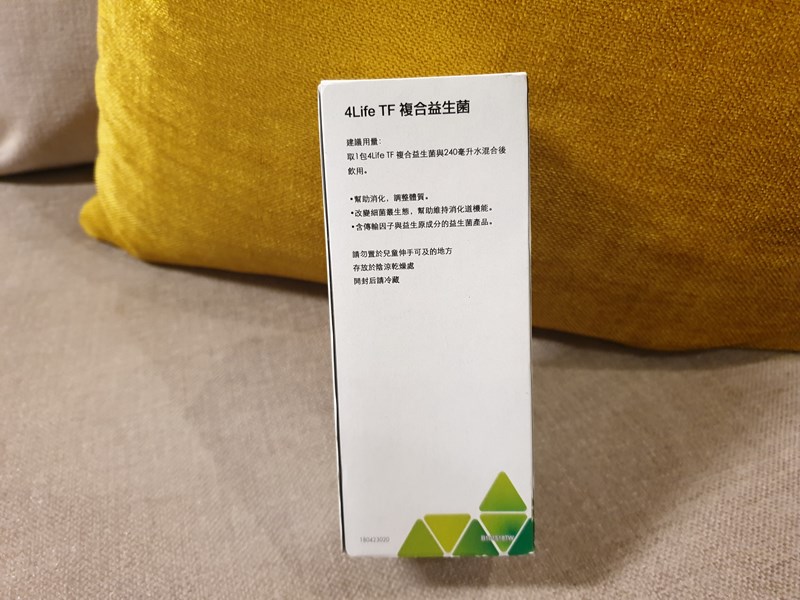 4Life TF 複合益生菌
建議用量:
取1包4Life TF 複合益生菌與240毫升水混合後
飲用。
•幫助消化，調整體質。
•改變細菌叢生態，幫助維持消化道機能。
•含傳輸因子與益生原成分的益生菌產品。
請勿置於兒童伸手可及的地方
存放於陰涼乾燥處
開封后請冷藏